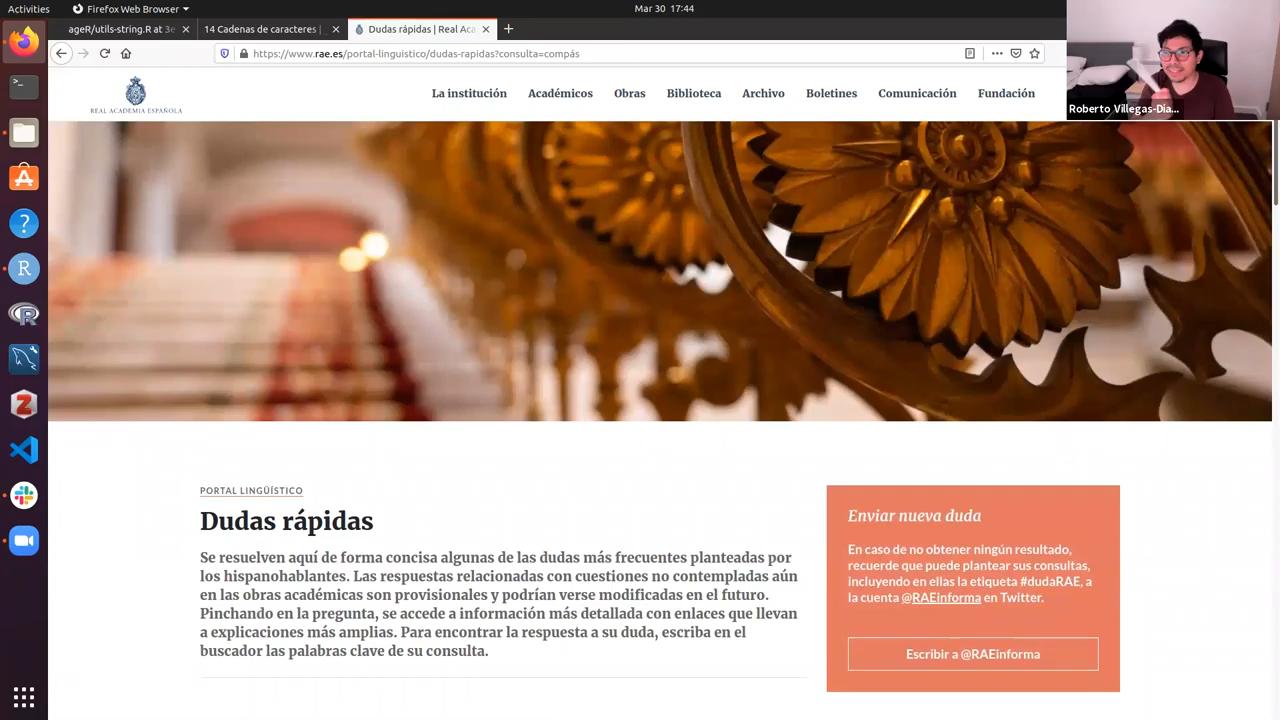 Activities
Firefox Web Browser
Mar 30 17:44
ageR/utils-string.R at 3e
14 Cadenas de caracteres |
Dudas rápidas | Real Aca
https://www.rae.es/portal-linguistico/dudas-rapidas?consulta=compás
REAL ACADEMIA ESPAÑOLA
La institución
Académicos
Obras
Biblioteca
Archivo
Boletines
Comunicación
Fundación
Roberto Villegas-Dia...
PORTAL LINGÜÍSTICO
Dudas rápidas
Se resuelven aquí de forma concisa algunas de las dudas más frecuentes planteadas por
los hispanohablantes. Las respuestas relacionadas con cuestiones no contempladas aún
en las obras académicas son provisionales y podrían verse modificadas en el futuro.
Pinchando en la pregunta, se accede a información más detallada con enlaces que llevan
a explicaciones más amplias. Para encontrar la respuesta a su duda, escriba en el
buscador las palabras clave de su consulta.
Enviar nueva duda
En caso de no obtener ningún resultado,
recuerde que puede plantear sus consultas,
incluyendo en ellas la etiqueta #dudaRAE, a
la cuenta @RAEinforma en Twitter.
Escribir a @RAEinforma